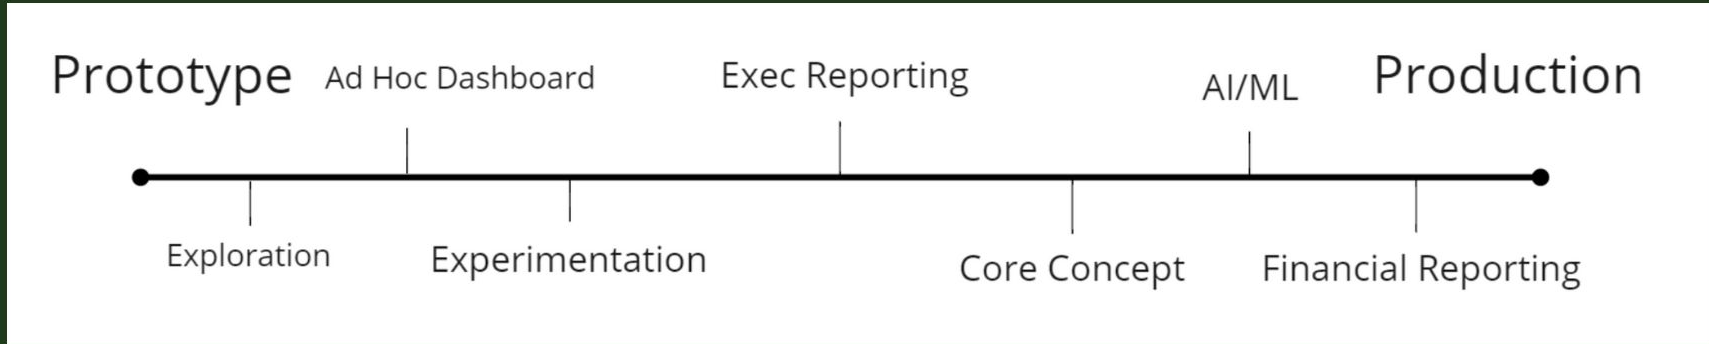 Prototype
Ad Hoc Dashboard
Exec Reporting
AI/ML
Production
Exploration
Experimentation
Core Concept
Financial Reporting